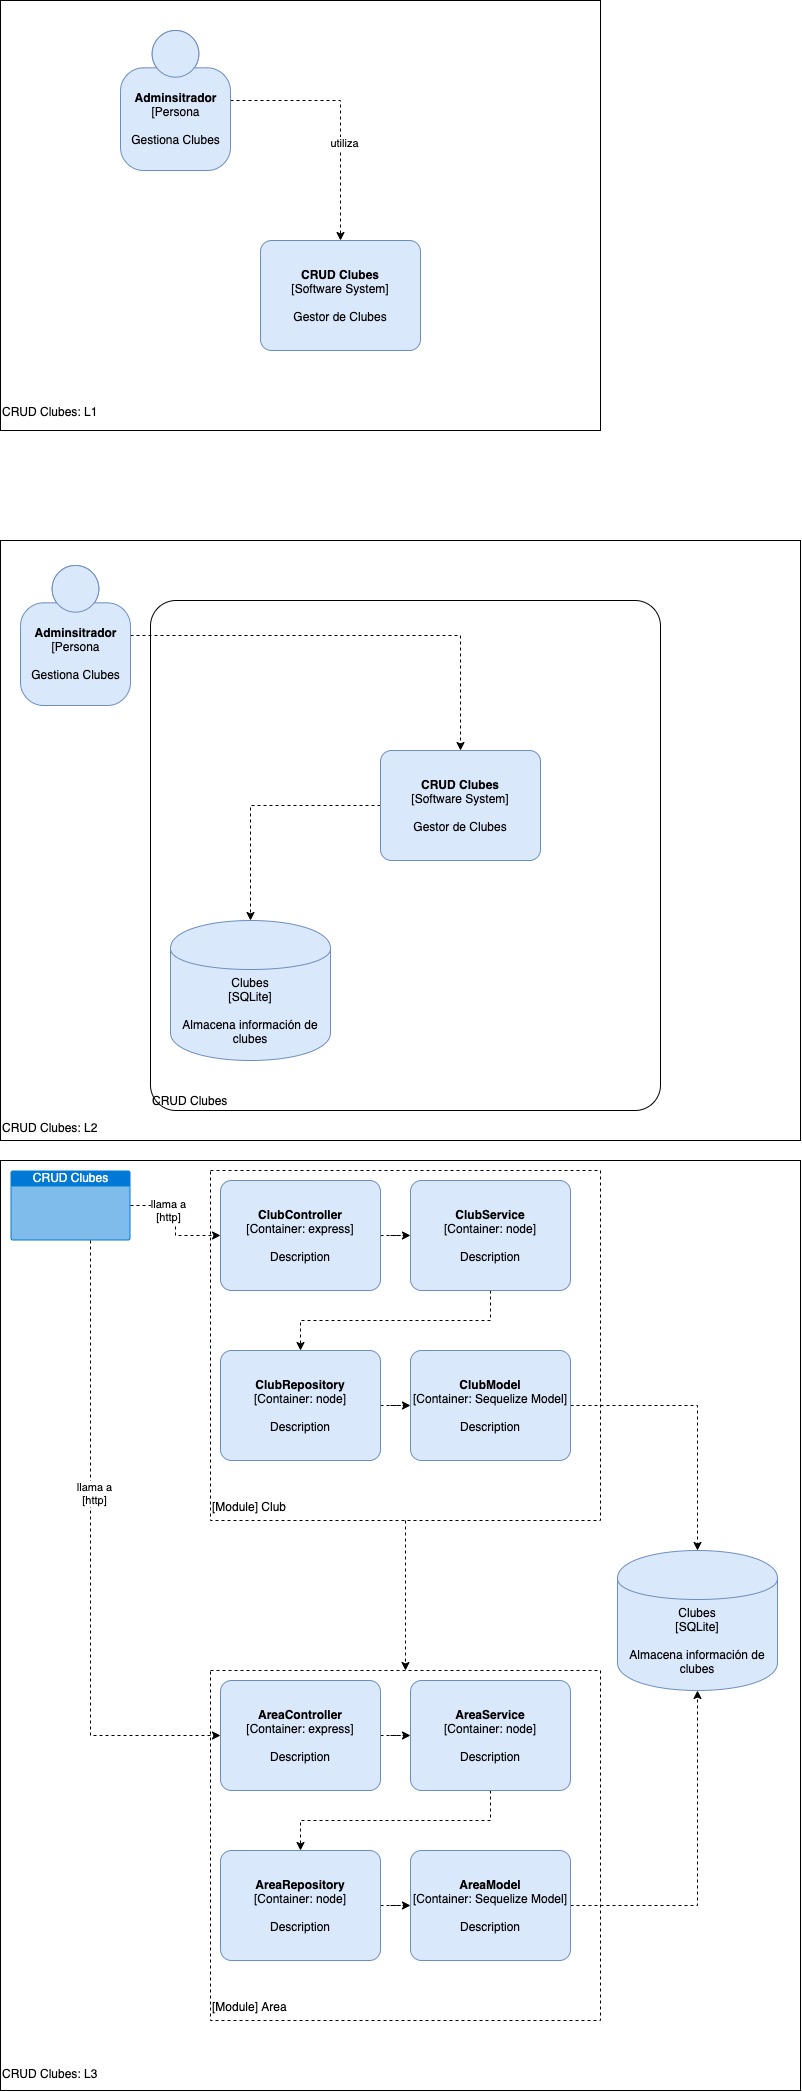 Adminsitrador
[Persona
Gestiona Clubes
utiliza
CRUD Clubes
[Software System]
Gestor de Clubes
CRUD Clubes: L1
Adminsitrador
[Persona
Gestiona Clubes
CRUD Clubes
[Software System]
Gestor de Clubes
Clubes
[SQLite]
Almacena información de
clubes
CRUD Clubes
CRUD Clubes: L2
CRUD Clubes
llama a
[http]
ClubController
[Container: express]
Description
ClubService
[Container: node]
Description
ClubRepository
[Container: node]
Description
ClubModel
[Container: Sequelize Model]
Description
[Module] Club
llama a
[http]
Clubes
[SQLite]
Almacena información de
clubes
AreaController
[Container: express]
Description
AreaService
[Container: node]
Description
AreaRepository
[Container: node]
Description
AreaModel
[Container: Sequelize Model]
Description
[Module] Area
CRUD Clubes: L3